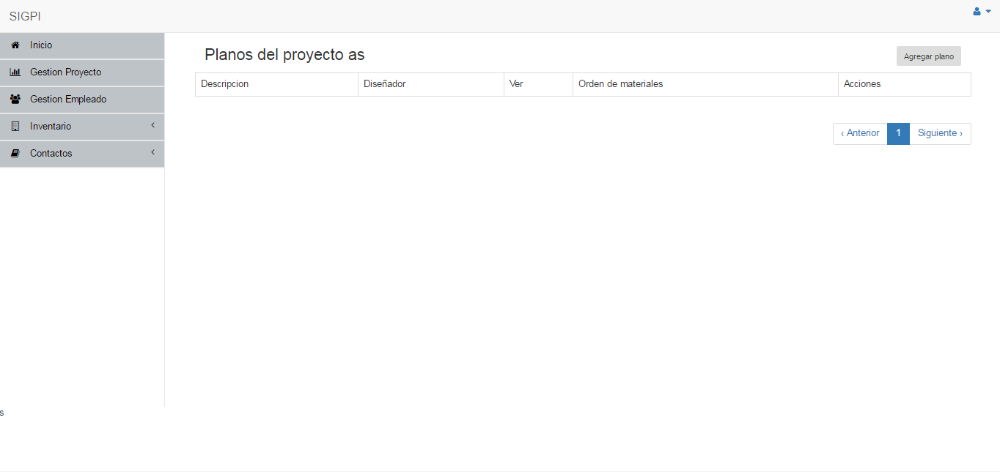 SIGPI
Inicio
Gestion Proyecto
Gestion Empleado
Inventario
Contactos
Planos del proyecto as
Agregar plano
Descripcion Diseñador Ver Orden de materiales Acciones
‹ Anterior 1 Siguiente ›
s